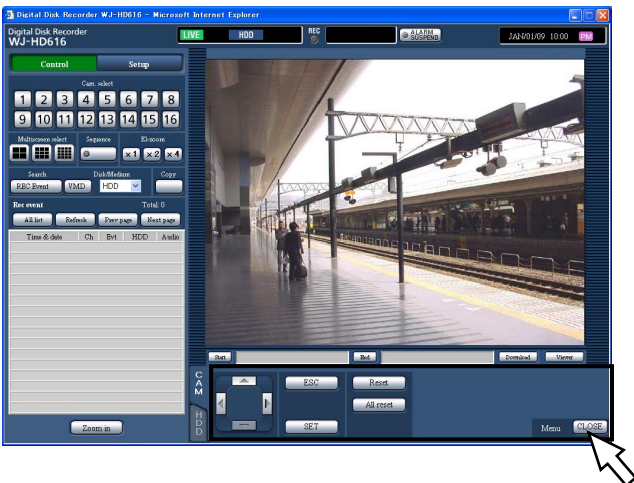 Digital Disk Recorder WJ-HD616 - Microsoft Internet Explorer
Digital Disk Recorder
WJ-HD616
LIVE HDD REC ALARM SUSPEND JAN/01/09 10:00 PM
Control Setup
Cam. select
1 2 3 4 5 6 7 8
9 10 11 12 13 14 15 16
Multiscreen select Sequence El-zoom
x1 x2 x4
Search Disk/Medium Copy
REC Event VMD HDD
Rec event Total: 0
All list Refresh Prev page Next page
Time & date Ch Evt HDD Audio
Start End Download Viewer
CAM
HDD
ESC Reset
All reset
SET
Menu CLOSE
Zoom in